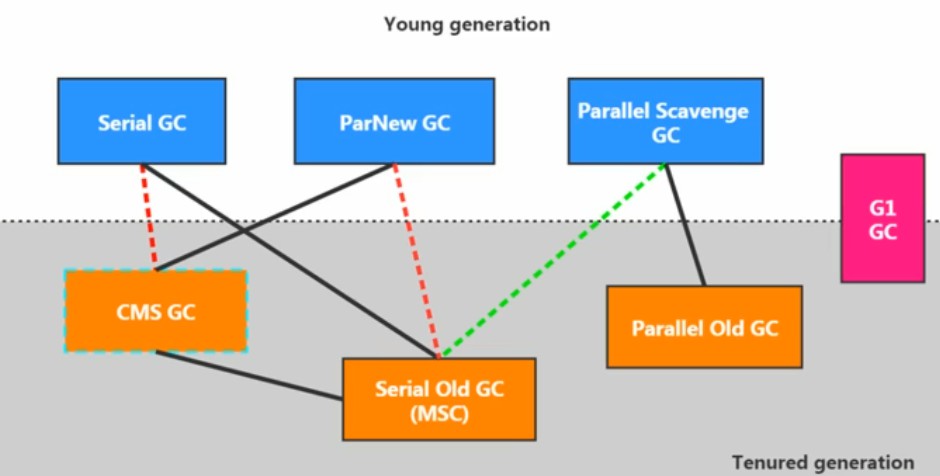 Young generation
Serial GC
ParNew GC
Parallel Scavenge
GC
G1
GC
CMS GC
Parallel Old GC
Serial Old GC
(MSC)
Tenured generation